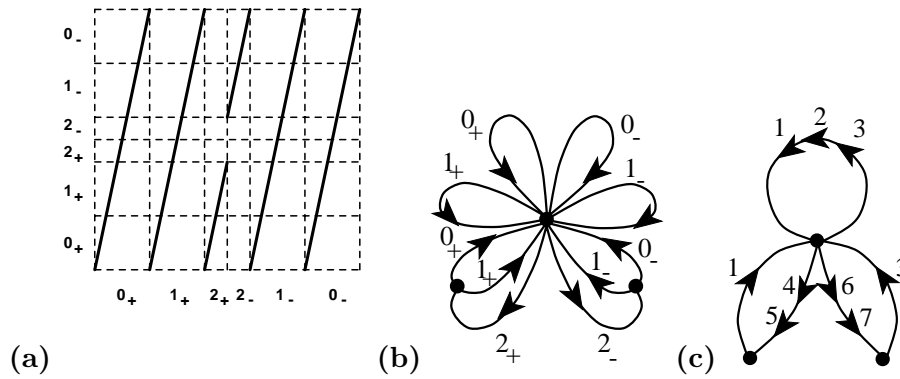 0-
1-
2-
2+
1+
0+
0+ 1+ 2+ 2- 1- 0-
(a)
0+ 0-
1+ 1-
0+ 0-
1+ 1-
2+ 2-
(b)
1 2 3
1 4 6 3
5 7
(c)